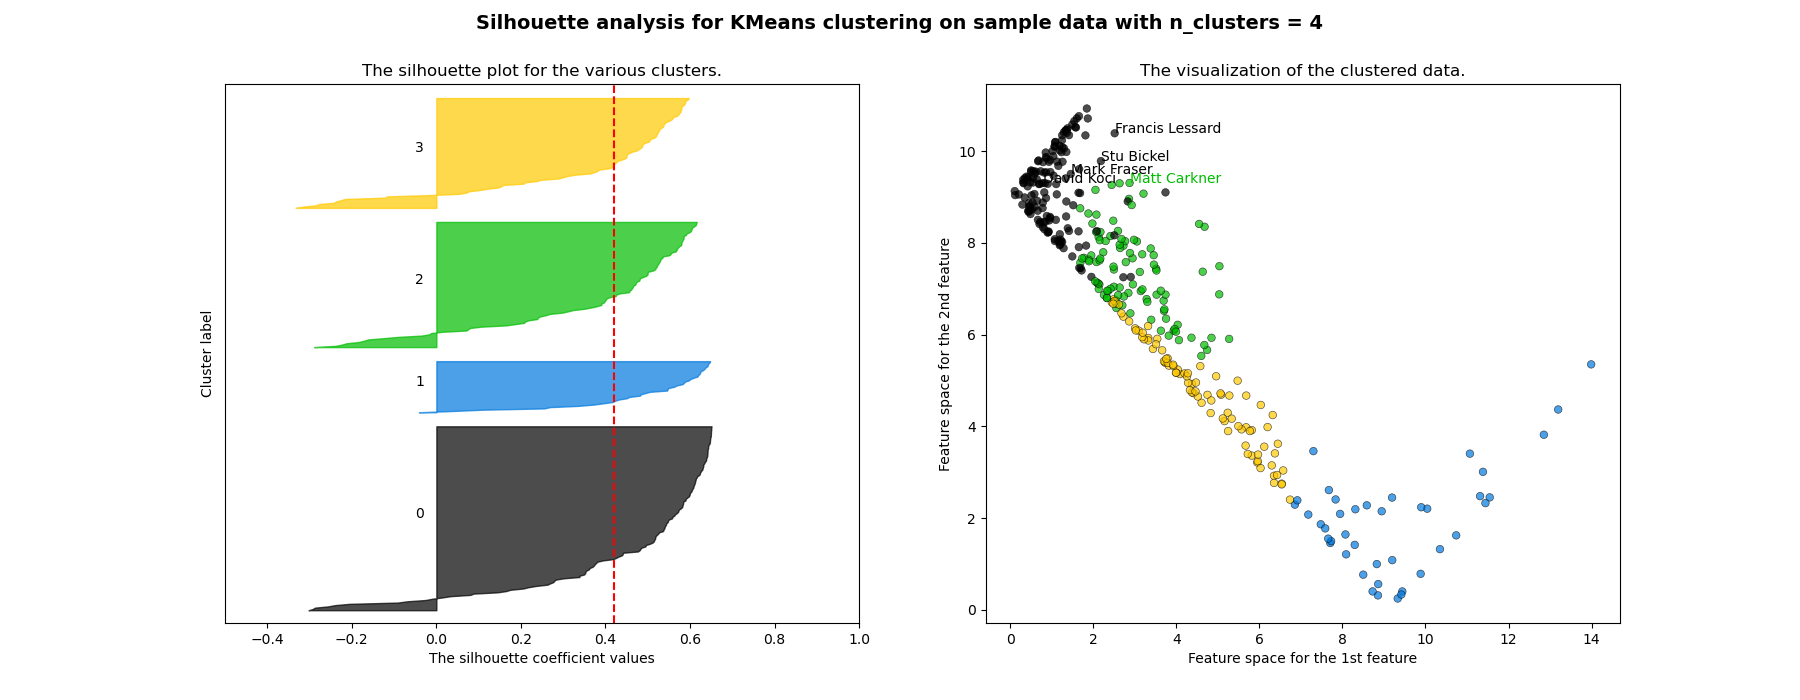 Silhouette analysis for KMeans clustering on sample data with n_clusters = 4
The silhouette plot for the various clusters.
3
2
1
0
Cluster label
−0.4 −0.2 0.0 0.2 0.4 0.6 0.8 1.0
The silhouette coefficient values
The visualization of the clustered data.
Francis Lessard
Stu Bickel
Mark Fraser
David Koci
Matt Carkner
10
8
6
4
2
0
Feature space for the 2nd feature
0 2 4 6 8 10 12 14
Feature space for the 1st feature